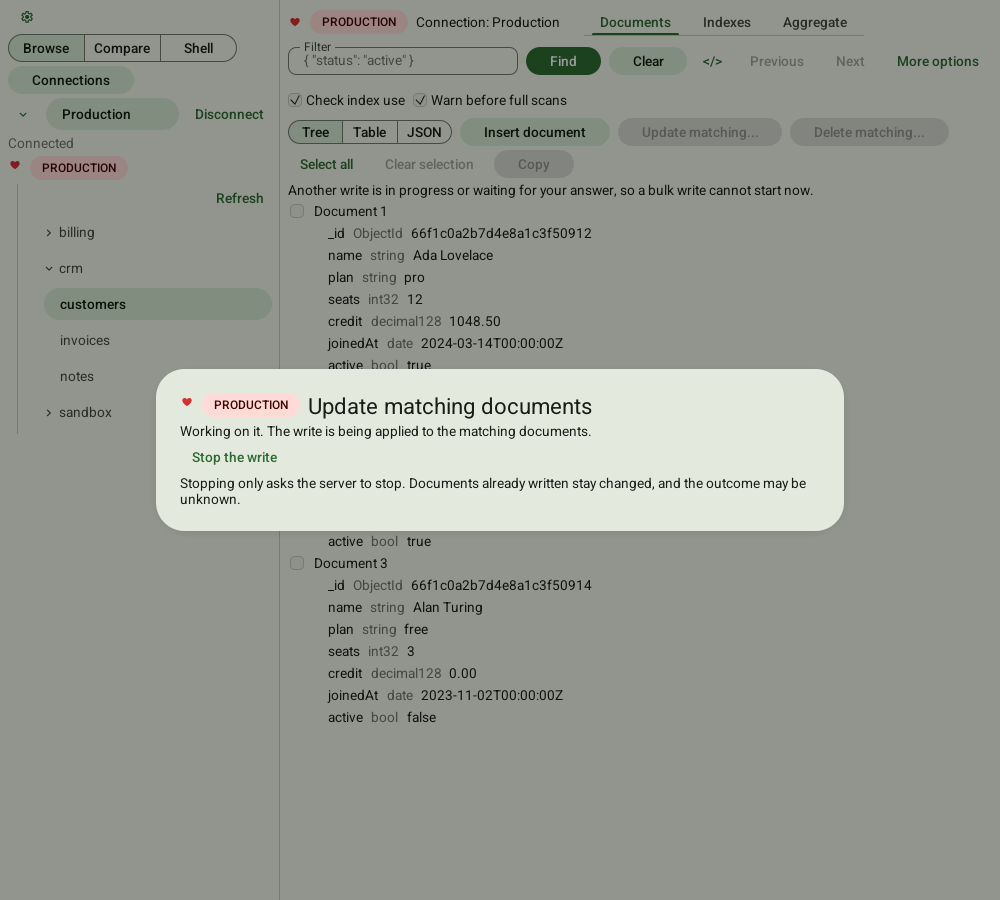 Browse Compare Shell
Connections
Production Disconnect
Connected
PRODUCTION
Refresh
billing
crm
customers
invoices
notes
sandbox
PRODUCTION Connection: Production Documents Indexes Aggregate
Filter
{ "status": "active" } Find Clear </> Previous Next More options
Check index use Warn before full scans
Tree Table JSON Insert document Update matching... Delete matching...
Select all Clear selection Copy
Another write is in progress or waiting for your answer, so a bulk write cannot start now.
Document 1
_id ObjectId 66f1c0a2b7d4e8a1c3f50912
name string Ada Lovelace
plan string pro
seats int32 12
credit decimal128 1048.50
joinedAt date 2024-03-14T00:00:00Z
active bool true
PRODUCTION Update matching documents
Working on it. The write is being applied to the matching documents.
Stop the write
Stopping only asks the server to stop. Documents already written stay changed, and the outcome may be
unknown.
active bool true
Document 3
_id ObjectId 66f1c0a2b7d4e8a1c3f50914
name string Alan Turing
plan string free
seats int32 3
credit decimal128 0.00
joinedAt date 2023-11-02T00:00:00Z
active bool false